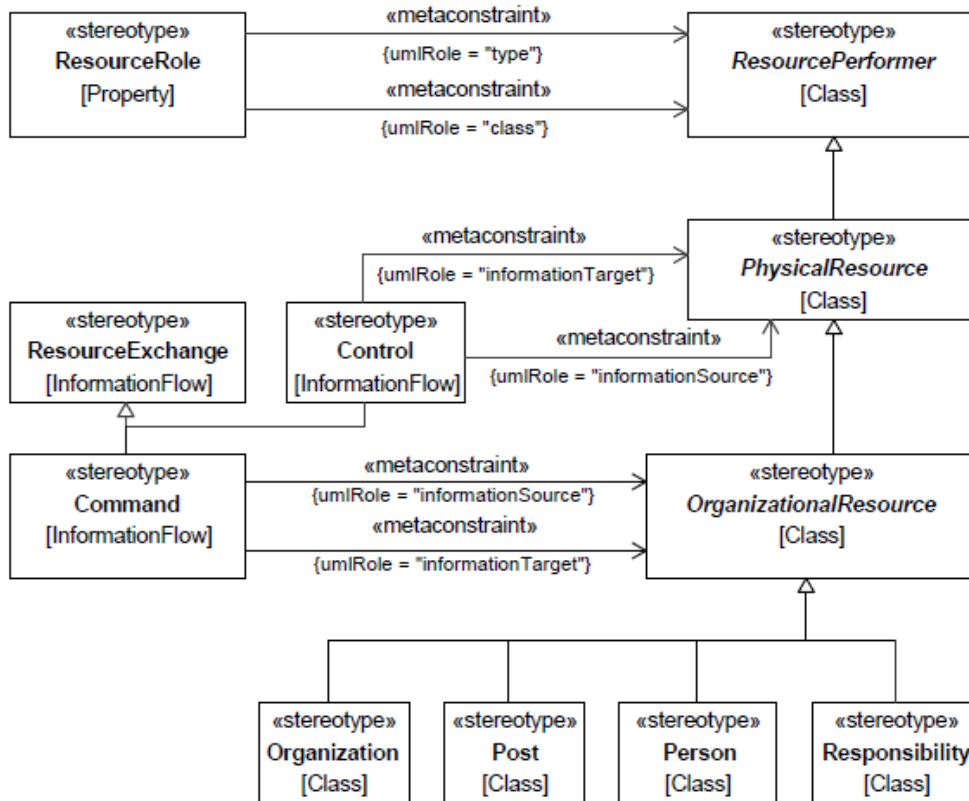 «stereotype»
ResourceRole
[Property]
«metaconstraint»
{umlRole = "type"}
«metaconstraint»
{umlRole = "class"}
«stereotype»
ResourcePerformer
[Class]
«metaconstraint»
{umlRole = "informationTarget"}
«stereotype»
PhysicalResource
[Class]
«stereotype»
ResourceExchange
[InformationFlow]
«stereotype»
Control
[InformationFlow]
«metaconstraint»
{umlRole = "informationSource"}
«stereotype»
Command
[InformationFlow]
«metaconstraint»
{umlRole = "informationSource"}
«metaconstraint»
{umlRole = "informationTarget"}
«stereotype»
OrganizationalResource
[Class]
«stereotype»
Organization
[Class]
«stereotype»
Post
[Class]
«stereotype»
Person
[Class]
«stereotype»
Responsibility
[Class]